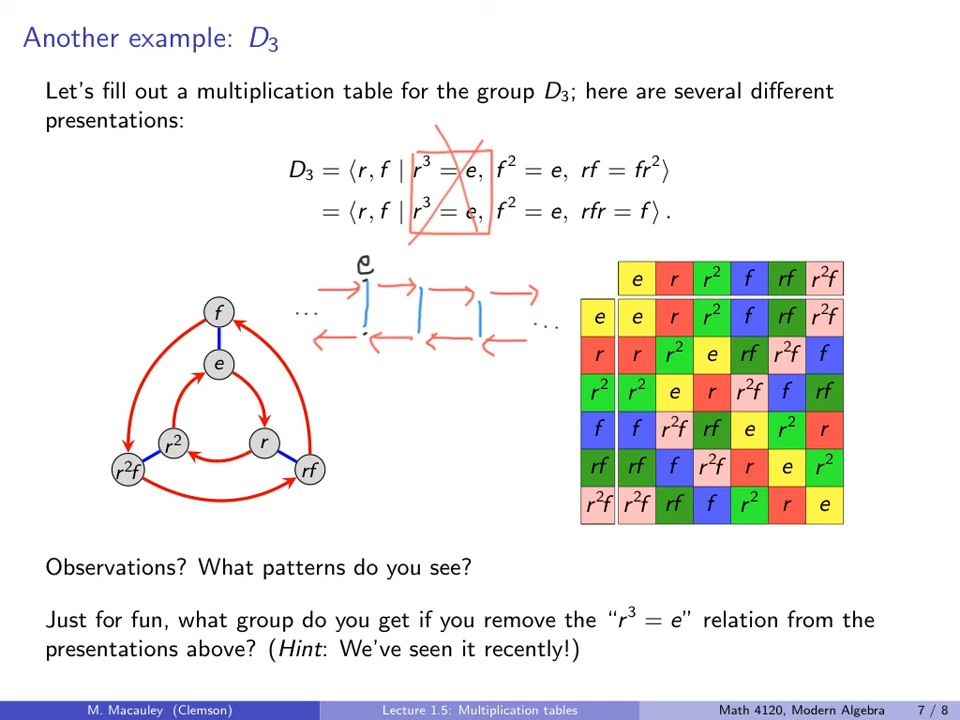 Another example: D₃
Let's fill out a multiplication table for the group D₃; here are several different
presentations:
D₃ = ⟨r, f | r³ = e, f² = e, rf = fr²⟩
= ⟨r, f | r³ = e, f² = e, rfr = f⟩.
e
... ...
f
e
r² r
r²f rf
e r r² f rf r²f
e e r r² f rf r²f
r r r² e rf r²f f
r² r² e r r²f f rf
f f r²f rf e r² r
rf rf f r²f r e r²
r²f r²f rf f r² r e
Observations? What patterns do you see?
Just for fun, what group do you get if you remove the “r³ = e” relation from the
presentations above? (Hint: We've seen it recently!)
M. Macauley (Clemson) Lecture 1.5: Multiplication tables Math 4120, Modern Algebra 7 / 8